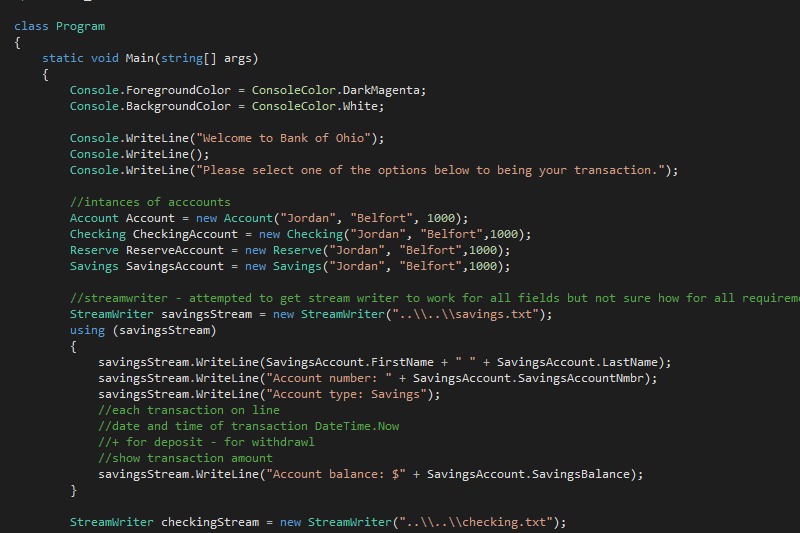 class Program
{
static void Main(string[] args)
{
Console.ForegroundColor = ConsoleColor.DarkMagenta;
Console.BackgroundColor = ConsoleColor.White;
Console.WriteLine("Welcome to Bank of Ohio");
Console.WriteLine();
Console.WriteLine("Please select one of the options below to being your transaction.");
//intances of acccounts
Account Account = new Account("Jordan", "Belfort", 1000);
Checking CheckingAccount = new Checking("Jordan", "Belfort",1000);
Reserve ReserveAccount = new Reserve("Jordan", "Belfort",1000);
Savings SavingsAccount = new Savings("Jordan", "Belfort",1000);
//streamwriter - attempted to get stream writer to work for all fields but not sure how for all requirem
StreamWriter savingsStream = new StreamWriter("..\\..\\savings.txt");
using (savingsStream)
{
savingsStream.WriteLine(SavingsAccount.FirstName + " " + SavingsAccount.LastName);
savingsStream.WriteLine("Account number: " + SavingsAccount.SavingsAccountNmbr);
savingsStream.WriteLine("Account type: Savings");
//each transaction on line
//date and time of transaction DateTime.Now
//+ for deposit - for withdrawl
//show transaction amount
savingsStream.WriteLine("Account balance: $" + SavingsAccount.SavingsBalance);
}
StreamWriter checkingStream = new StreamWriter("..\\..\\checking.txt");